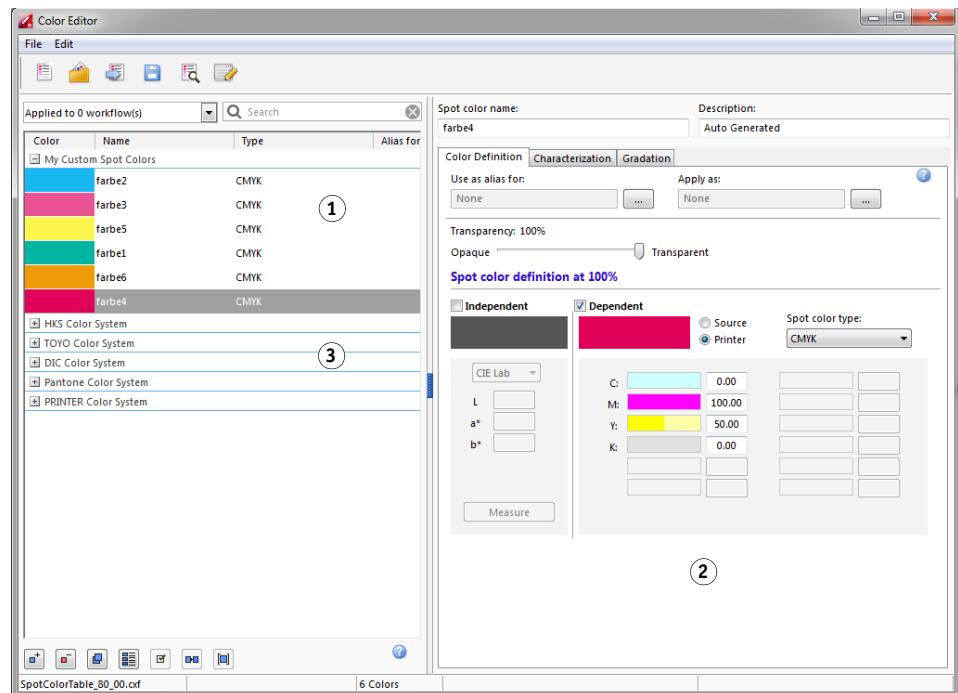 Color Editor
File Edit
Applied to 0 workflow(s)
Search
Color Name Type Alias for
My Custom Spot Colors
farbe2 CMYK
farbe3 CMYK
1
farbe5 CMYK
farbe1 CMYK
farbe6 CMYK
farbe4 CMYK
HKS Color System
TOYO Color System
3
DIC Color System
Pantone Color System
PRINTER Color System
SpotColorTable_80_00.cxf
6 Colors
Spot color name: Description:
farbe4 Auto Generated
Color Definition Characterization Gradation
Use as alias for: Apply as:
None ... None ...
Transparency: 100%
Opaque Transparent
Spot color definition at 100%
Independent Dependent
Source
Printer
Spot color type:
CMYK
CIE Lab
L
a*
b*
Measure
C: 0.00
M: 100.00
Y: 50.00
K: 0.00
2